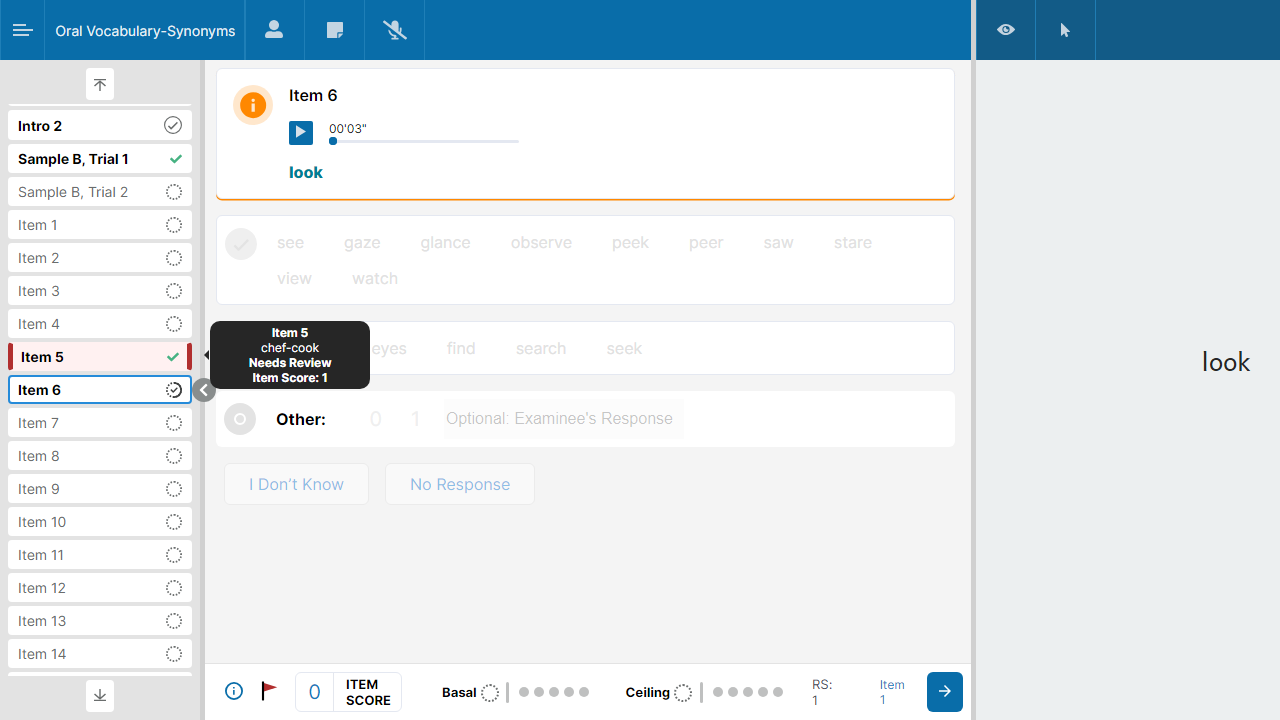 Oral Vocabulary-Synonyms
Intro 2
Sample B, Trial 1
Sample B, Trial 2
Item 1
Item 2
Item 3
Item 4
Item 5
Item 6
Item 7
Item 8
Item 9
Item 10
Item 11
Item 12
Item 13
Item 14
Item 6
00'03"
look
see gaze glance observe peek peer saw stare
view watch
Item 5
chef-cook
Needs Review
Item Score: 1
eyes find search seek
Other: 0 1 Optional: Examinee's Response
I Don't Know No Response
0 ITEM SCORE
Basal
Ceiling
RS: 1
Item 1
look